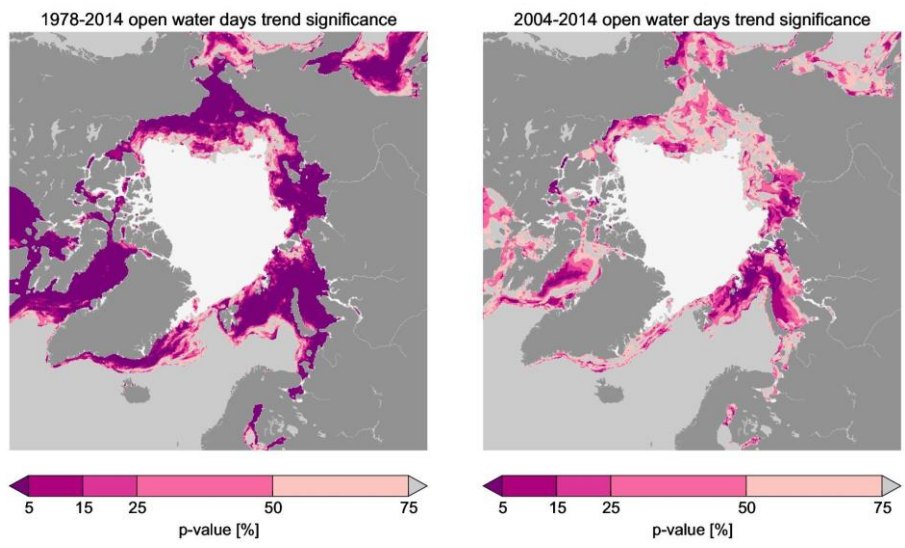 1978-2014 open water days trend significance
2004-2014 open water days trend significance
5 15 25 50 75
p-value [%]
5 15 25 50 75
p-value [%]